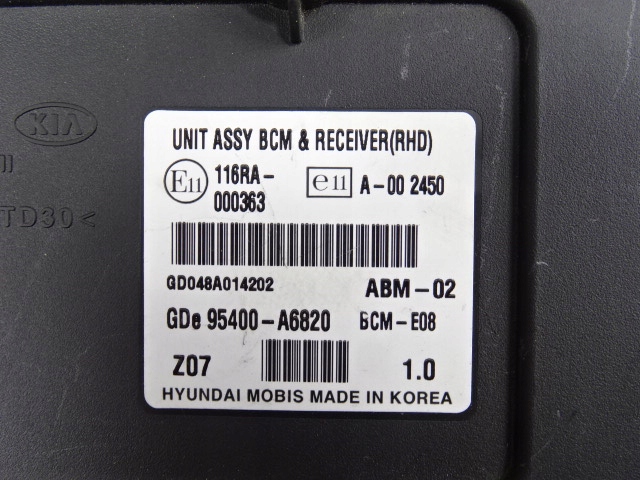 KIA
TD30<
UNIT ASSY BCM & RECEIVER(RHD)
E11 116RA-000363 e11 A-00 2450
GD048A014202 ABM-02
GDe 95400-A6820 BCM-E08
Z07 1.0
HYUNDAI MOBIS MADE IN KOREA